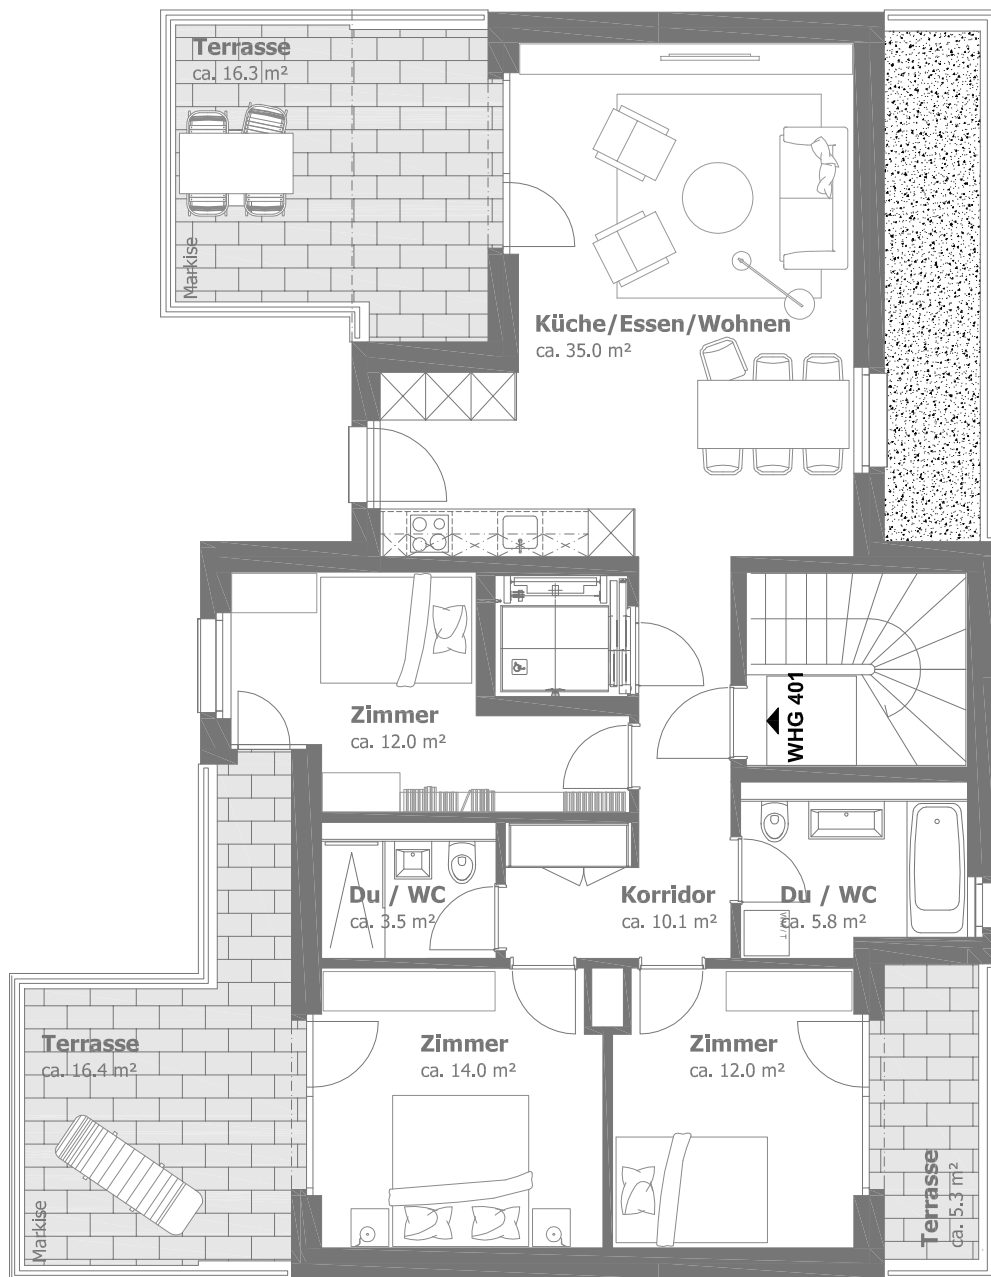 Terrasse
ca. 16.3 m²
Markise
Küche/Essen/Wohnen
ca. 35.0 m²
Zimmer
ca. 12.0 m²
WHG 401
Du / WC
ca. 3.5 m²
Korridor
ca. 10.1 m²
Du / WC
ca. 5.8 m²
Terrasse
ca. 16.4 m²
Markise
Zimmer
ca. 14.0 m²
Zimmer
ca. 12.0 m²
Terrasse
ca. 5.3 m²